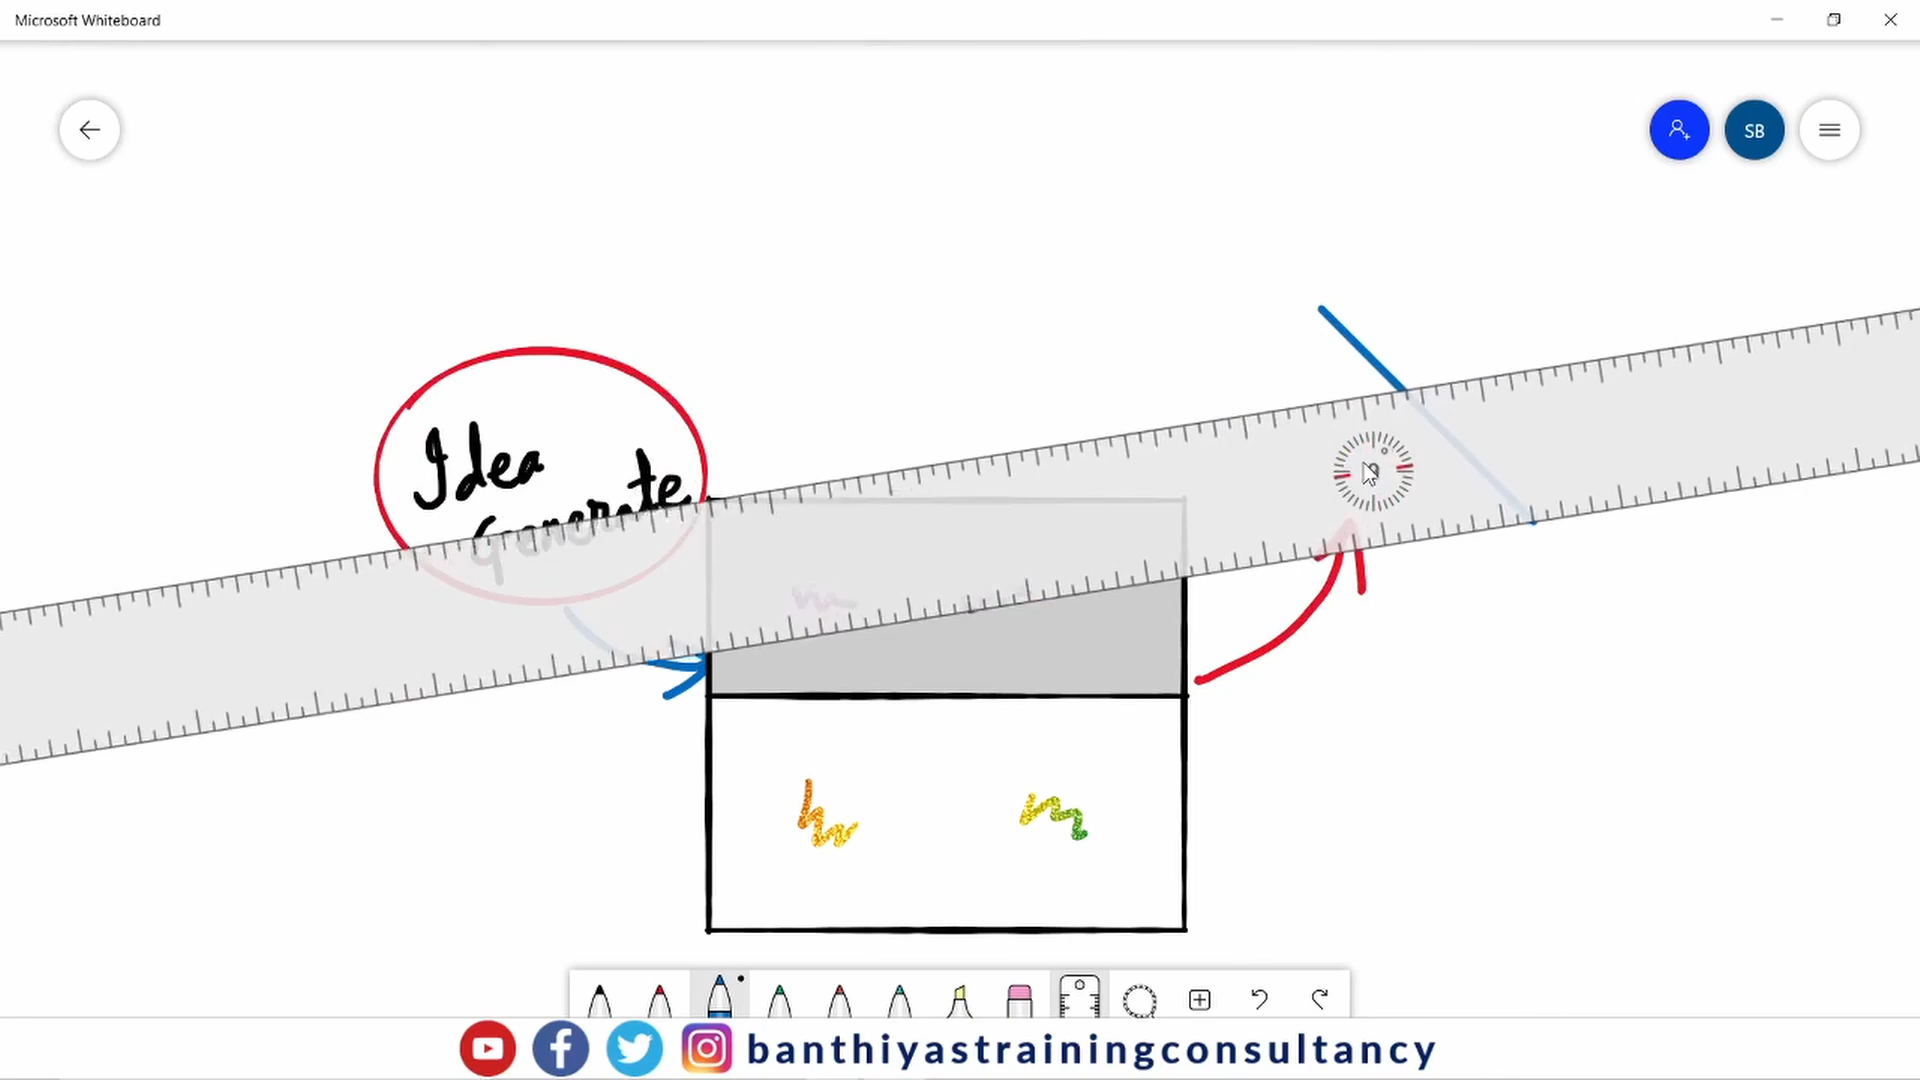 Microsoft Whiteboard
SB
Idea
Generate
banthiyastrainingconsultancy